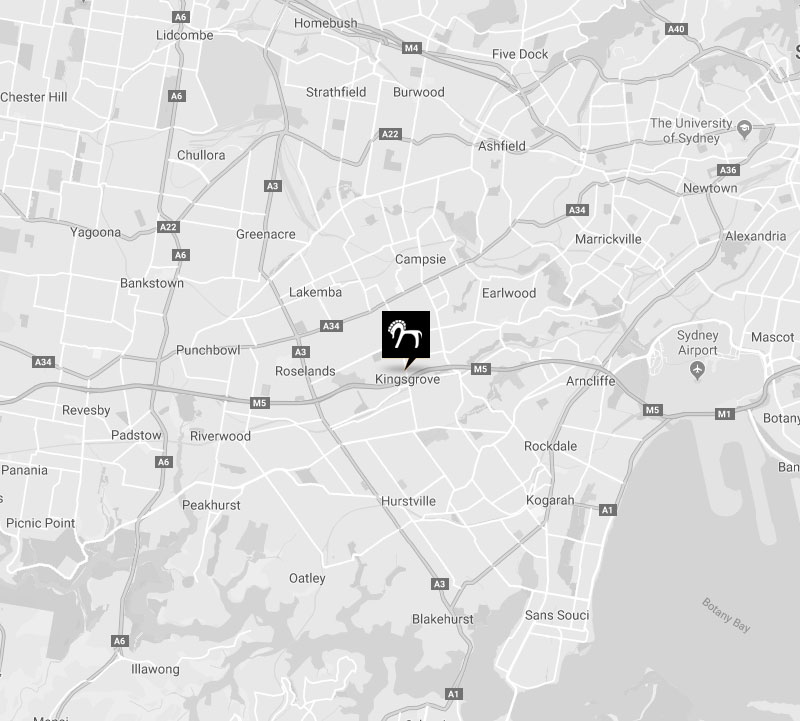 A6
Homebush
A40
Lidcombe
M4
Five Dock
S
Strathfield
Burwood
Chester Hill
A6
The University
of Sydney
A22
Ashfield
Chullora
A36
A3
Newtown
A34
A22
Yagoona
Greenacre
Marrickville
Alexandria
A6
Campsie
Bankstown
Lakemba
Earlwood
A34
Sydney
Airport
Mascot
Punchbowl
A3
A34
Roselands
M5
Kingsgrove
Arncliffe
M5
M5
M1
Revesby
Botany
Padstow
Riverwood
Rockdale
A6
Panania
Ban
s
Peakhurst
Hurstville
Kogarah
A1
Picnic Point
Oatley
A3
Blakehurst
Sans Souci
Botany Bay
A6
Illawong
A1